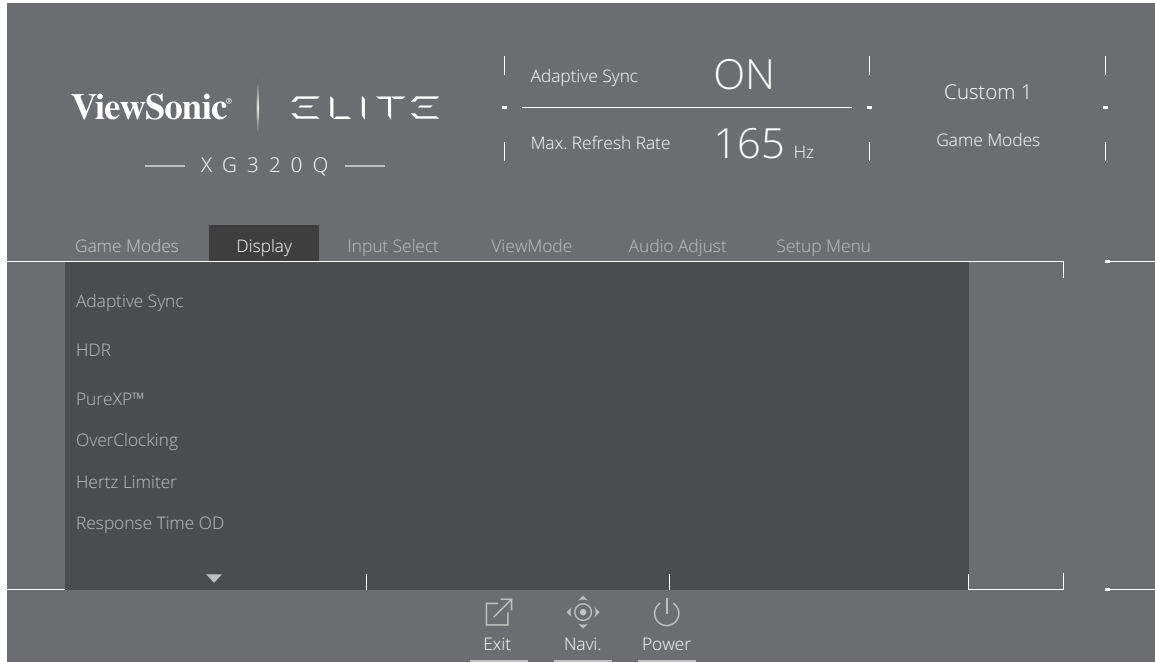 ViewSonic® ELITE
XG320Q
Adaptive Sync ON
Max. Refresh Rate 165 Hz
Custom 1
Game Modes
Game Modes Display Input Select ViewMode Audio Adjust Setup Menu
Adaptive Sync
HDR
PureXP™
OverClocking
Hertz Limiter
Response Time OD
Exit Navi. Power